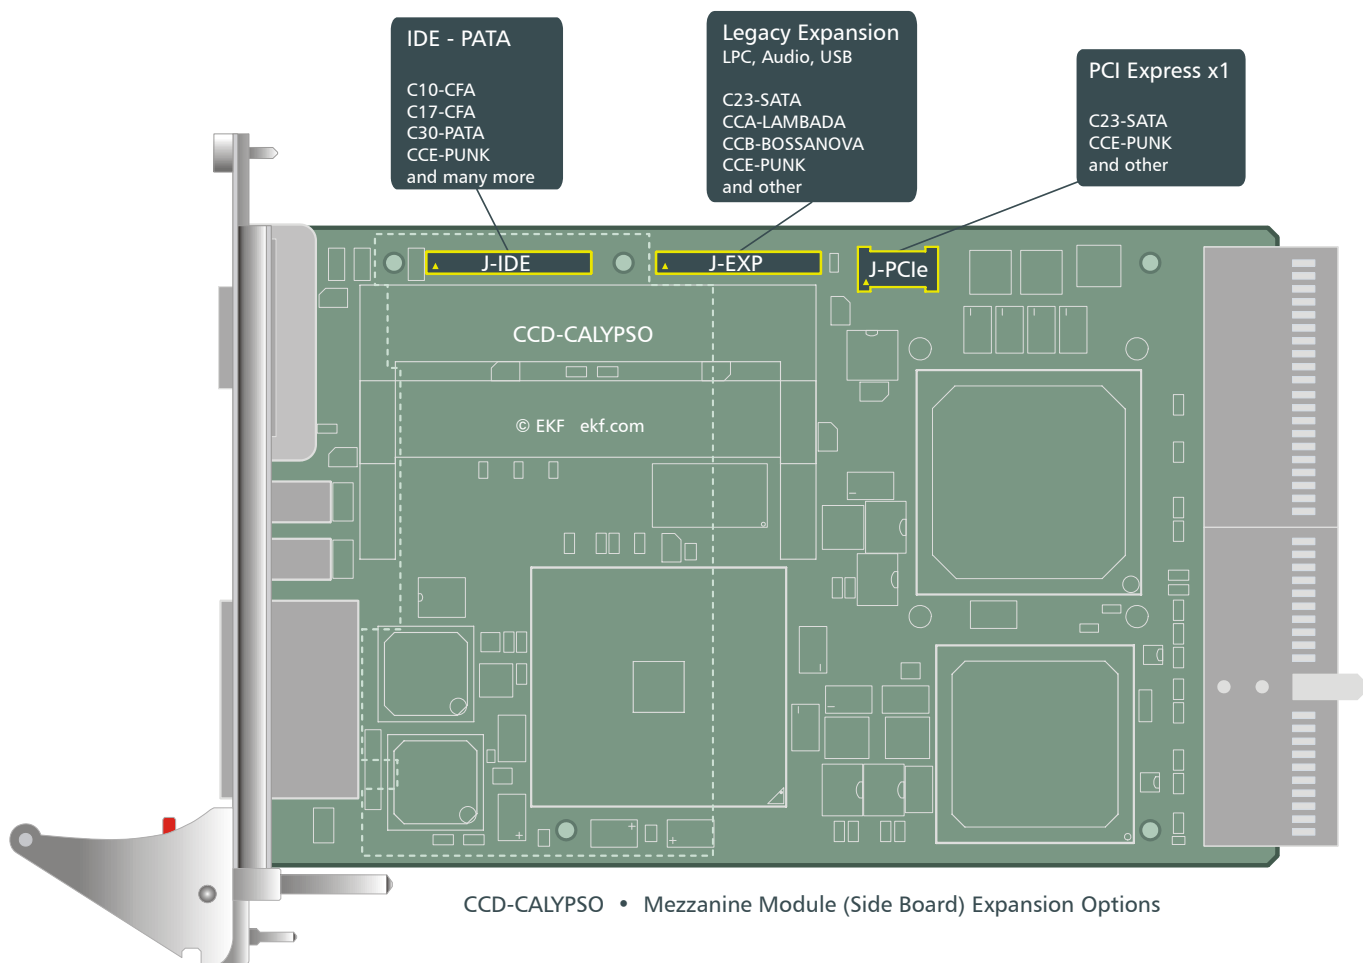 IDE - PATA
C10-CFA
C17-CFA
C30-PATA
CCE-PUNK
and many more
Legacy Expansion
LPC, Audio, USB
C23-SATA
CCA-LAMBADA
CCB-BOSSANOVA
CCE-PUNK
and other
PCI Express x1
C23-SATA
CCE-PUNK
and other
J-IDE
J-EXP
J-PCIe
CCD-CALYPSO
© EKF ekf.com
CCD-CALYPSO • Mezzanine Module (Side Board) Expansion Options